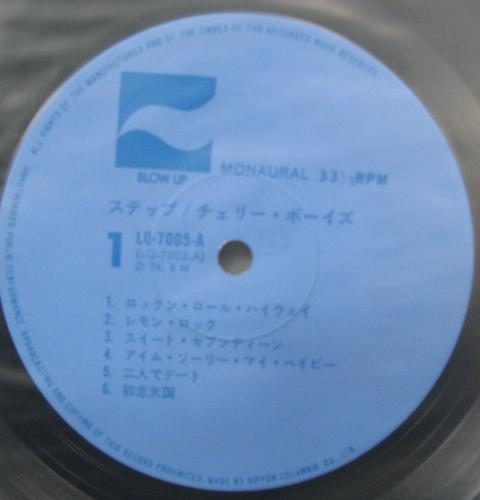 ALL RIGHTS OF THE MANUFACTURER AND OF THE OWNER OF THE RECORDED WORK RESERVED.
BLOW UP
MONAURAL 33⅓RPM
ステップ/チェリー・ボーイズ
1
LQ-7005-A
(LQ-7005-A)
℗ '76. 5 M
1. ロックン・ロール・ハイウェイ
2. レモン・ロック
3. スイート・セブンティーン
4. アイム・ソーリー・マイ・ベイビー
5. 二人でデート
6. 初恋天国
PUBLIC PERFORMANCE, BROADCASTING AND COPYING OF THIS RECORD PROHIBITED. MADE BY NIPPON COLUMBIA CO., LTD.